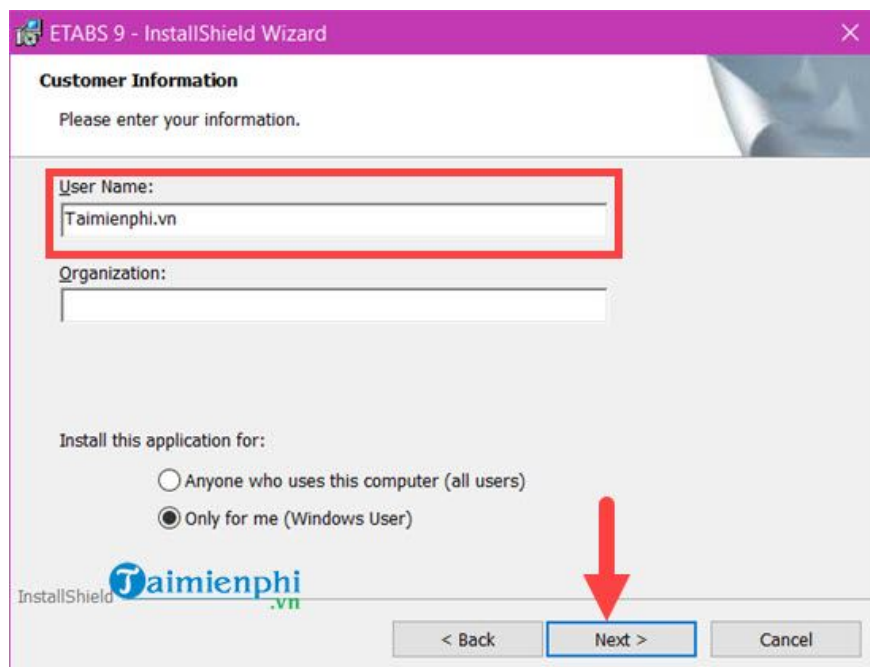 ETABS 9 - InstallShield Wizard
Customer Information
Please enter your information.
User Name:
Taimienphi.vn
Organization:
Install this application for:
Anyone who uses this computer (all users)
Only for me (Windows User)
InstallShield
Taimienphi
.vn
< Back Next > Cancel